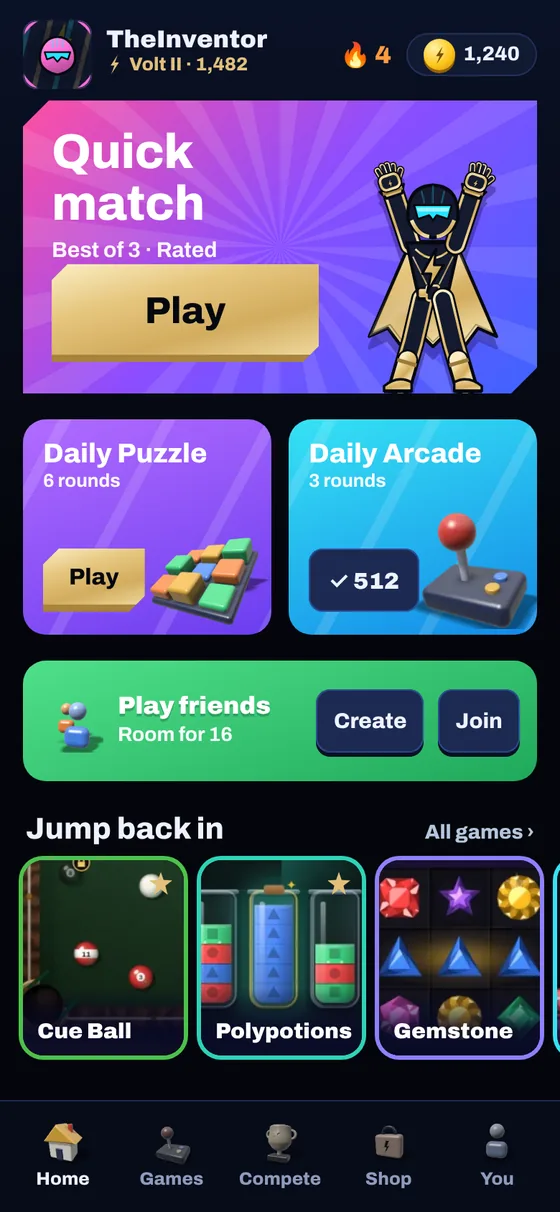 TheInventor
Volt II · 1,482
4
1,240
Quick
match
Best of 3 · Rated
Play
Daily Puzzle
6 rounds
Play
Daily Arcade
3 rounds
✓ 512
Play friends
Room for 16
Create
Join
Jump back in
All games ›
11
3
Cue Ball
Polypotions
Gemstone
Home
Games
Compete
Shop
You